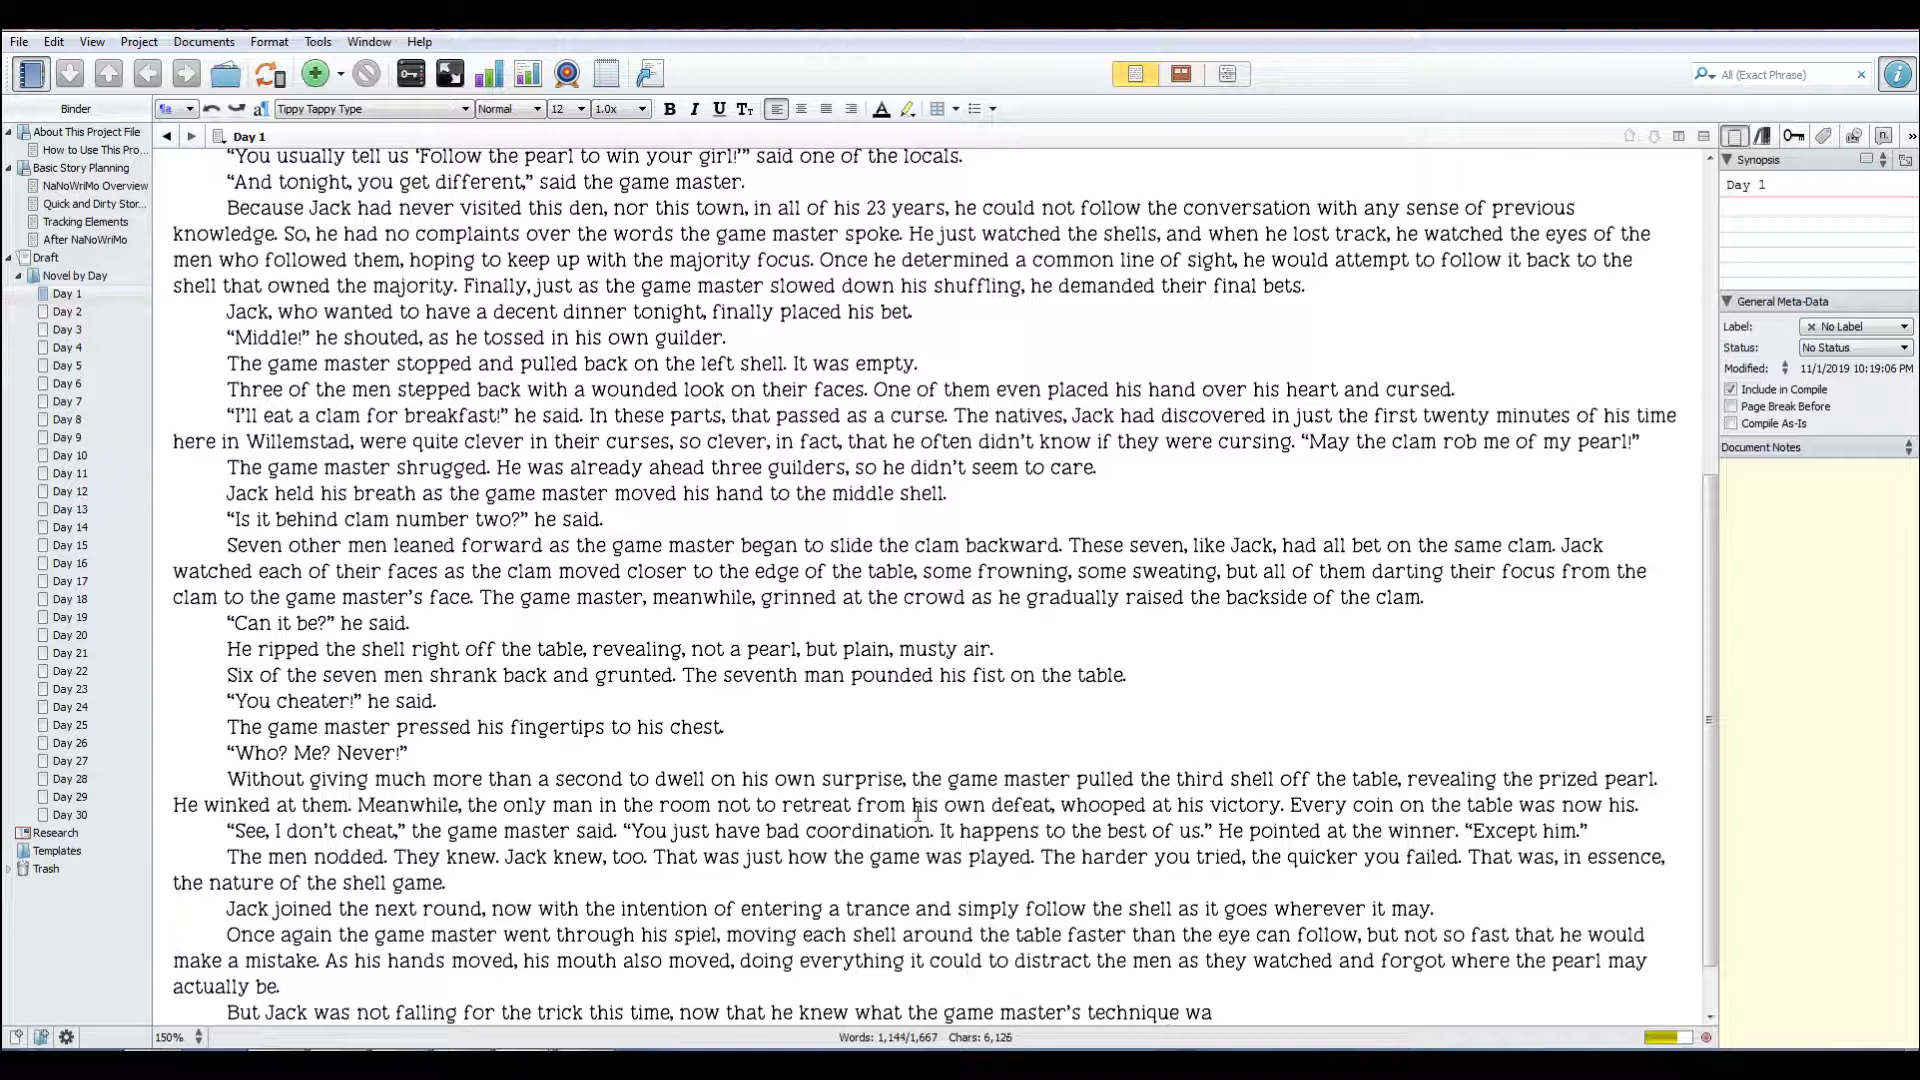 File Edit View Project Documents Format Tools Window Help
All (Exact Phrase)
Binder
Tippy Tappy Type Normal 12 1.0x B I U Tт
Day 1
About This Project File
How to Use This Pro...
Basic Story Planning
NaNoWriMo Overview
Quick and Dirty Stor...
Tracking Elements
After NaNoWriMo
Draft
Novel by Day
Day 1
Day 2
Day 3
Day 4
Day 5
Day 6
Day 7
Day 8
Day 9
Day 10
Day 11
Day 12
Day 13
Day 14
Day 15
Day 16
Day 17
Day 18
Day 19
Day 20
Day 21
Day 22
Day 23
Day 24
Day 25
Day 26
Day 27
Day 28
Day 29
Day 30
Research
Templates
Trash
“You usually tell us ‘Follow the pearl to win your girl!’” said one of the locals.
“And tonight, you get different,” said the game master.
Because Jack had never visited this den, nor this town, in all of his 23 years, he could not follow the conversation with any sense of previous
knowledge. So, he had no complaints over the words the game master spoke. He just watched the shells, and when he lost track, he watched the eyes of the
men who followed them, hoping to keep up with the majority focus. Once he determined a common line of sight, he would attempt to follow it back to the
shell that owned the majority. Finally, just as the game master slowed down his shuffling, he demanded their final bets.
Jack, who wanted to have a decent dinner tonight, finally placed his bet.
“Middle!” he shouted, as he tossed in his own guilder.
The game master stopped and pulled back on the left shell. It was empty.
Three of the men stepped back with a wounded look on their faces. One of them even placed his hand over his heart and cursed.
“I’ll eat a clam for breakfast!” he said. In these parts, that passed as a curse. The natives, Jack had discovered in just the first twenty minutes of his time
here in Willemstad, were quite clever in their curses, so clever, in fact, that he often didn’t know if they were cursing. “May the clam rob me of my pearl!”
The game master shrugged. He was already ahead three guilders, so he didn’t seem to care.
Jack held his breath as the game master moved his hand to the middle shell.
“Is it behind clam number two?” he said.
Seven other men leaned forward as the game master began to slide the clam backward. These seven, like Jack, had all bet on the same clam. Jack
watched each of their faces as the clam moved closer to the edge of the table, some frowning, some sweating, but all of them darting their focus from the
clam to the game master’s face. The game master, meanwhile, grinned at the crowd as he gradually raised the backside of the clam.
“Can it be?” he said.
He ripped the shell right off the table, revealing, not a pearl, but plain, musty air.
Six of the seven men shrank back and grunted. The seventh man pounded his fist on the table.
“You cheater!” he said.
The game master pressed his fingertips to his chest.
“Who? Me? Never!”
Without giving much more than a second to dwell on his own surprise, the game master pulled the third shell off the table, revealing the prized pearl.
He winked at them. Meanwhile, the only man in the room not to retreat from his own defeat, whooped at his victory. Every coin on the table was now his.
“See, I don’t cheat,” the game master said. “You just have bad coordination. It happens to the best of us.” He pointed at the winner. “Except him.”
The men nodded. They knew. Jack knew, too. That was just how the game was played. The harder you tried, the quicker you failed. That was, in essence,
the nature of the shell game.
Jack joined the next round, now with the intention of entering a trance and simply follow the shell as it goes wherever it may.
Once again the game master went through his spiel, moving each shell around the table faster than the eye can follow, but not so fast that he would
make a mistake. As his hands moved, his mouth also moved, doing everything it could to distract the men as they watched and forgot where the pearl may
actually be.
But Jack was not falling for the trick this time, now that he knew what the game master’s technique wa
150%
Words: 1,144/1,667 Chars: 6,126
Synopsis
Day 1
General Meta-Data
Label: No Label
Status: No Status
Modified: 11/1/2019 10:19:06 PM
Include in Compile
Page Break Before
Compile As-Is
Document Notes